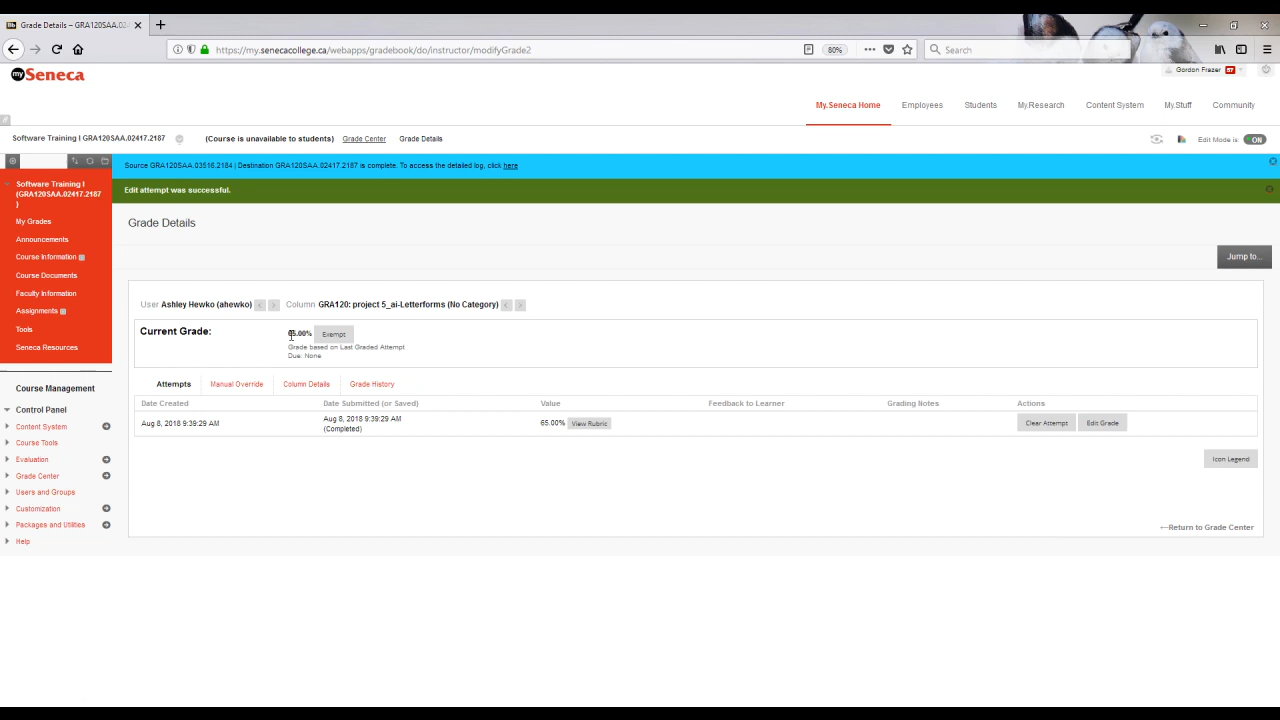 Grade Details – GRA120SAA.02
https://my.senecacollege.ca/webapps/gradebook/do/instructor/modifyGrade2
80%
Search
mySeneca
Gordon Frazer 57
My.Seneca Home
Employees
Students
My.Research
Content System
My.Stuff
Community
Software Training I GRA120SAA.02417.2187
(Course is unavailable to students)
Grade Center
Grade Details
Edit Mode is: ON
Source GRA120SAA.03516.2184 | Destination GRA120SAA.02417.2187 is complete. To access the detailed log, click here
Edit attempt was successful.
Software Training I
(GRA120SAA.02417.2187
)
My Grades
Announcements
Course Information
Course Documents
Faculty Information
Assignments
Tools
Seneca Resources
Course Management
Control Panel
Content System
Course Tools
Evaluation
Grade Center
Users and Groups
Customization
Packages and Utilities
Help
Grade Details
Jump to...
User Ashley Hewko (ahewko) < > Column GRA120: project 5_ai-Letterforms (No Category) < >
Current Grade:
65.00% Exempt
Grade based on Last Graded Attempt
Due: None
Attempts
Manual Override
Column Details
Grade History
Date Created
Date Submitted (or Saved)
Value
Feedback to Learner
Grading Notes
Actions
Aug 8, 2018 9:39:29 AM
Aug 8, 2018 9:39:29 AM
(Completed)
65.00% View Rubric
Clear Attempt
Edit Grade
Icon Legend
←Return to Grade Center